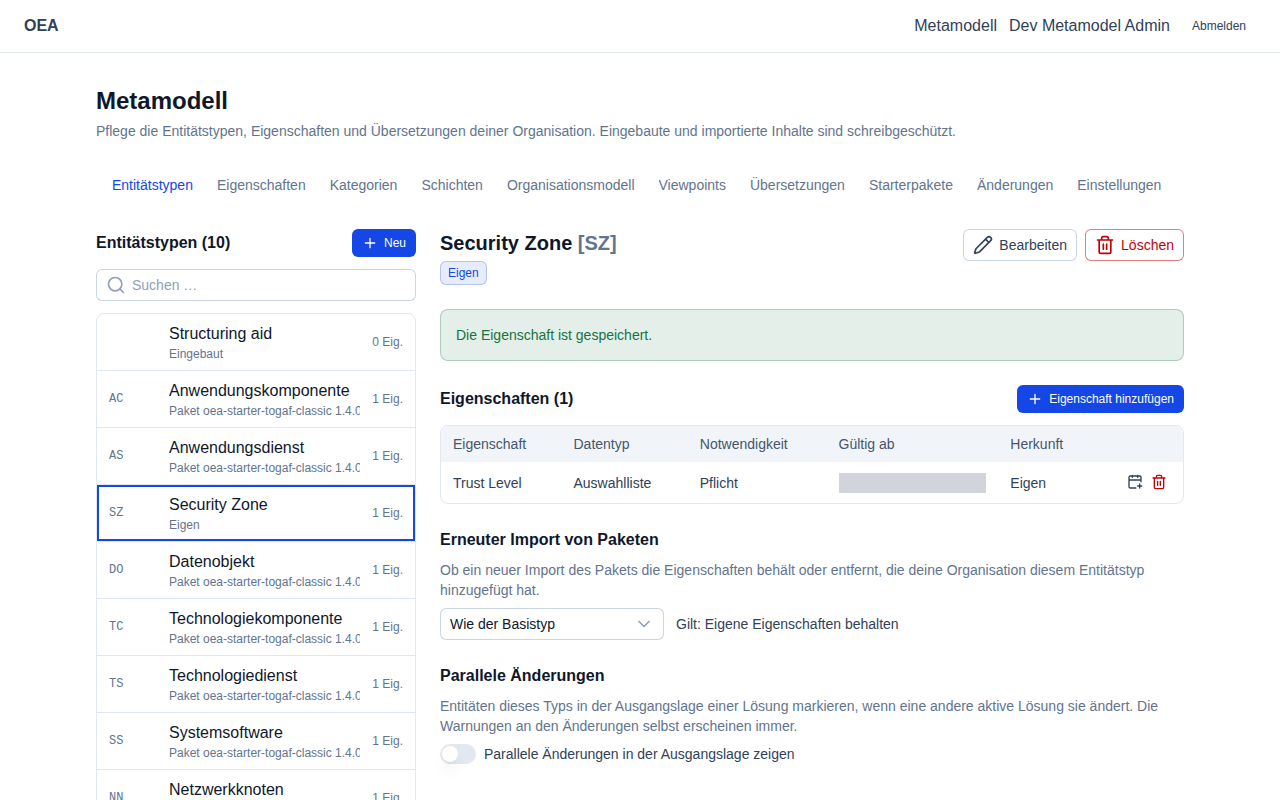 OEA
Metamodell Dev Metamodel Admin Abmelden
Metamodell
Pflege die Entitätstypen, Eigenschaften und Übersetzungen deiner Organisation. Eingebaute und importierte Inhalte sind schreibgeschützt.
Entitätstypen Eigenschaften Kategorien Schichten Organisationsmodell Viewpoints Übersetzungen Starterpakete Änderungen Einstellungen
Entitätstypen (10)
Neu
Suchen …
Structuring aid
Eingebaut
0 Eig.
AC
Anwendungskomponente
Paket oea-starter-togaf-classic 1.4.0
1 Eig.
AS
Anwendungsdienst
Paket oea-starter-togaf-classic 1.4.0
1 Eig.
SZ
Security Zone
Eigen
1 Eig.
DO
Datenobjekt
Paket oea-starter-togaf-classic 1.4.0
1 Eig.
TC
Technologiekomponente
Paket oea-starter-togaf-classic 1.4.0
1 Eig.
TS
Technologiedienst
Paket oea-starter-togaf-classic 1.4.0
1 Eig.
SS
Systemsoftware
Paket oea-starter-togaf-classic 1.4.0
1 Eig.
NN
Netzwerkknoten
1 Eig.
Security Zone [SZ]
Eigen
Bearbeiten
Löschen
Die Eigenschaft ist gespeichert.
Eigenschaften (1)
Eigenschaft hinzufügen
Eigenschaft Datentyp Notwendigkeit Gültig ab Herkunft
Trust Level Auswahlliste Pflicht Eigen
Erneuter Import von Paketen
Ob ein neuer Import des Pakets die Eigenschaften behält oder entfernt, die deine Organisation diesem Entitätstyp
hinzugefügt hat.
Wie der Basistyp
Gilt: Eigene Eigenschaften behalten
Parallele Änderungen
Entitäten dieses Typs in der Ausgangslage einer Lösung markieren, wenn eine andere aktive Lösung sie ändert. Die
Warnungen an den Änderungen selbst erscheinen immer.
Parallele Änderungen in der Ausgangslage zeigen